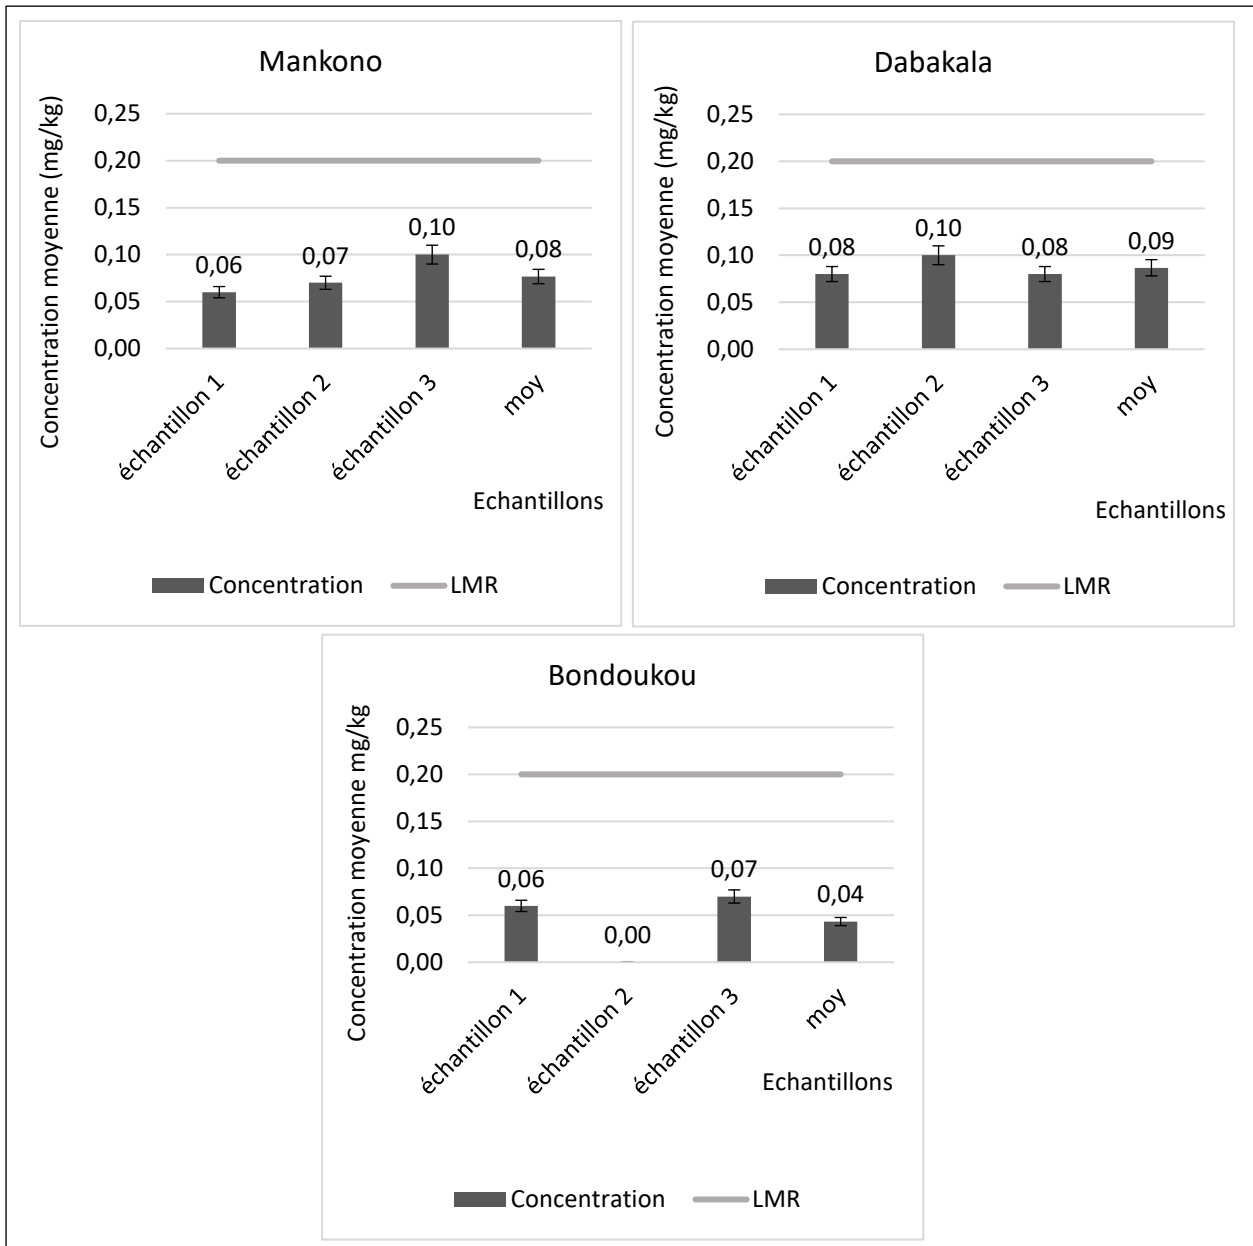 Mankono
Concentration moyenne (mg/kg)
0,25
0,20
0,15
0,10
0,05
0,00
0,06
0,07
0,10
0,08
échantillon 1
échantillon 2
échantillon 3
moy
Echantillons
Concentration
LMR
Dabakala
Concentration moyenne (mg/kg)
0,25
0,20
0,15
0,10
0,05
0,00
0,08
0,10
0,08
0,09
échantillon 1
échantillon 2
échantillon 3
moy
Echantillons
Concentration
LMR
Bondoukou
Concentration moyenne mg/kg
0,25
0,20
0,15
0,10
0,05
0,00
0,06
0,00
0,07
0,04
échantillon 1
échantillon 2
échantillon 3
moy
Echantillons
Concentration
LMR